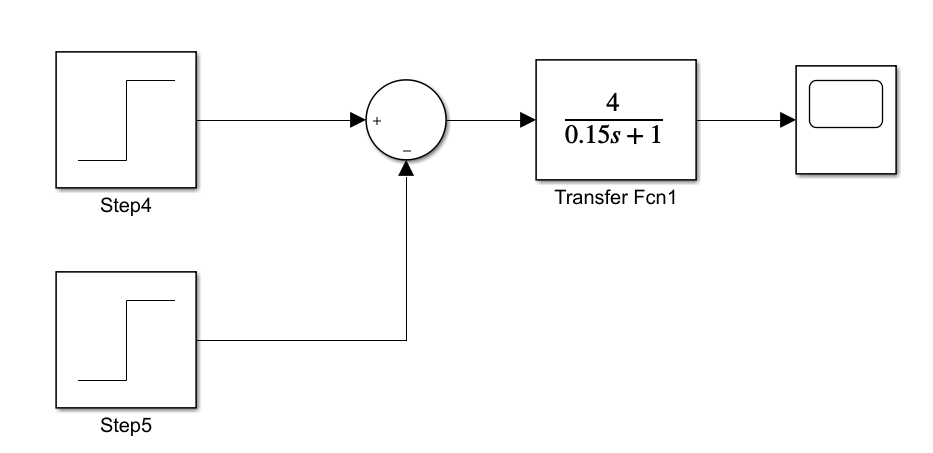 Step4
+
−
4
0.15s + 1
Transfer Fcn1
Step5